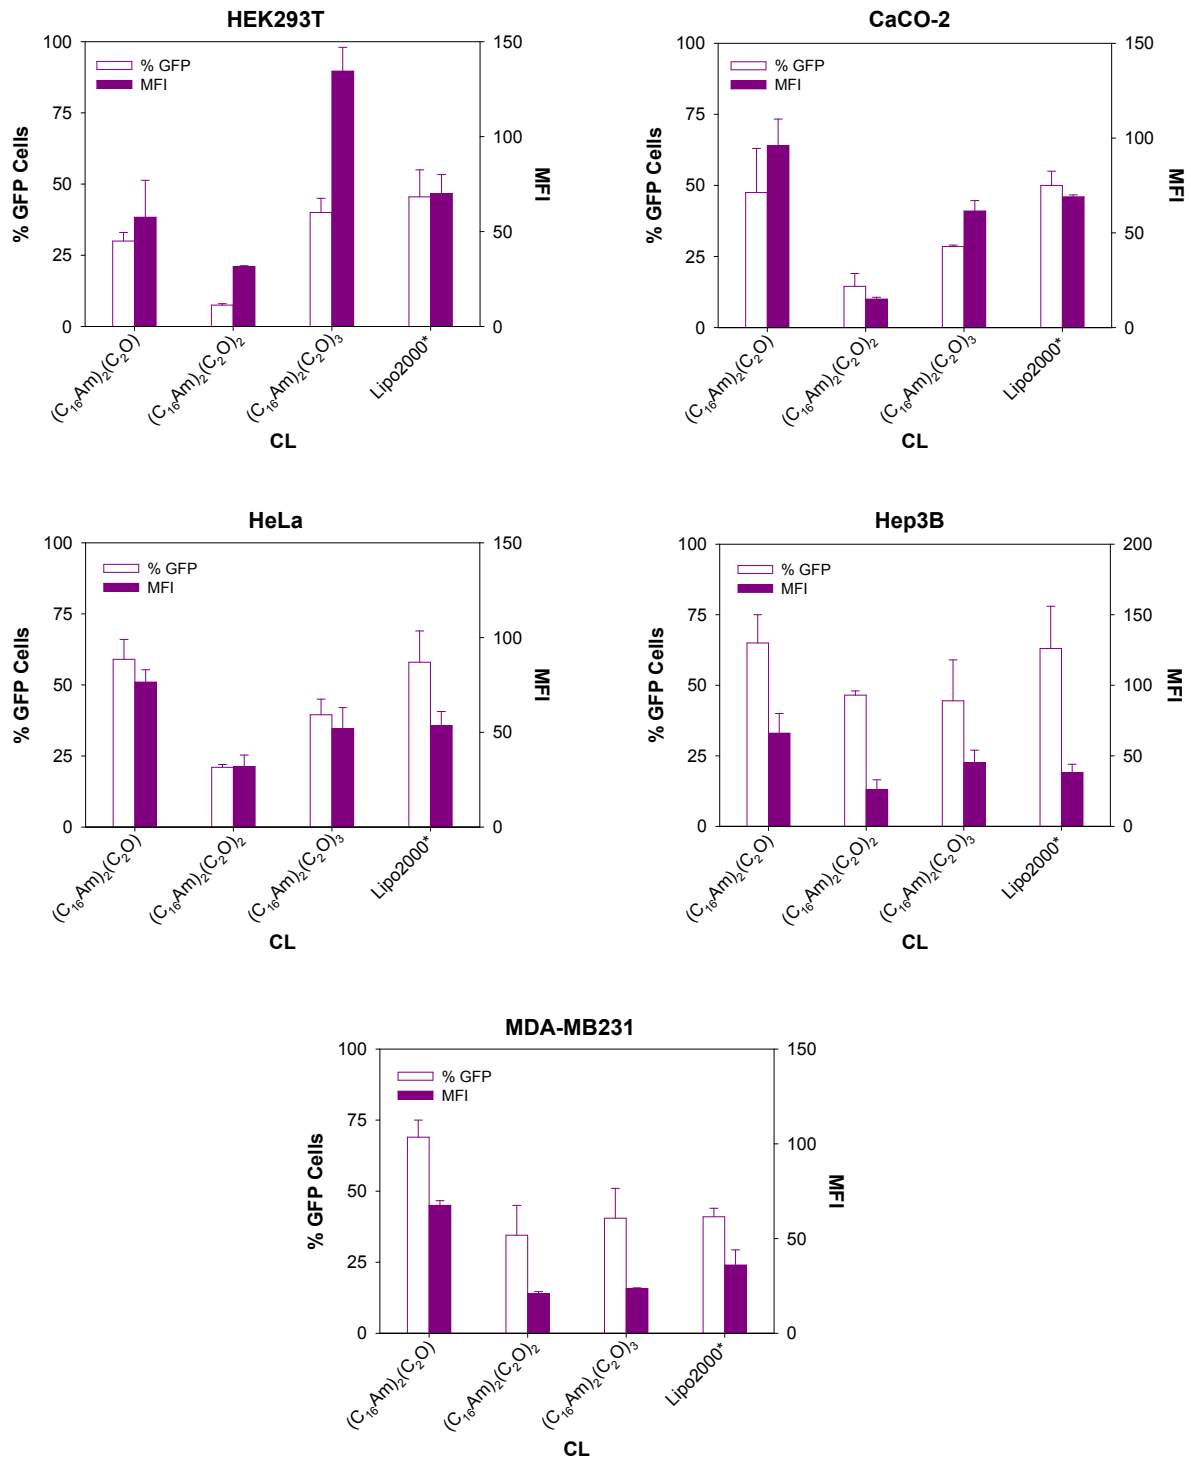 HEK293T
100
75
50
25
0
% GFP Cells
% GFP
MFI
150
100
50
0
MFI
(C₁₆Am)₂(C₂O)
(C₁₆Am)₂(C₂O)₂
(C₁₆Am)₂(C₂O)₃
Lipo2000*
CL
CaCO-2
100
75
50
25
0
% GFP Cells
% GFP
MFI
150
100
50
0
MFI
(C₁₆Am)₂(C₂O)
(C₁₆Am)₂(C₂O)₂
(C₁₆Am)₂(C₂O)₃
Lipo2000*
CL
HeLa
100
75
50
25
0
% GFP Cells
% GFP
MFI
150
100
50
0
MFI
(C₁₆Am)₂(C₂O)
(C₁₆Am)₂(C₂O)₂
(C₁₆Am)₂(C₂O)₃
Lipo2000*
CL
Hep3B
100
75
50
25
0
% GFP Cells
% GFP
MFI
200
150
100
50
0
MFI
(C₁₆Am)₂(C₂O)
(C₁₆Am)₂(C₂O)₂
(C₁₆Am)₂(C₂O)₃
Lipo2000*
CL
MDA-MB231
100
75
50
25
0
% GFP Cells
% GFP
MFI
150
100
50
0
MFI
(C₁₆Am)₂(C₂O)
(C₁₆Am)₂(C₂O)₂
(C₁₆Am)₂(C₂O)₃
Lipo2000*
CL